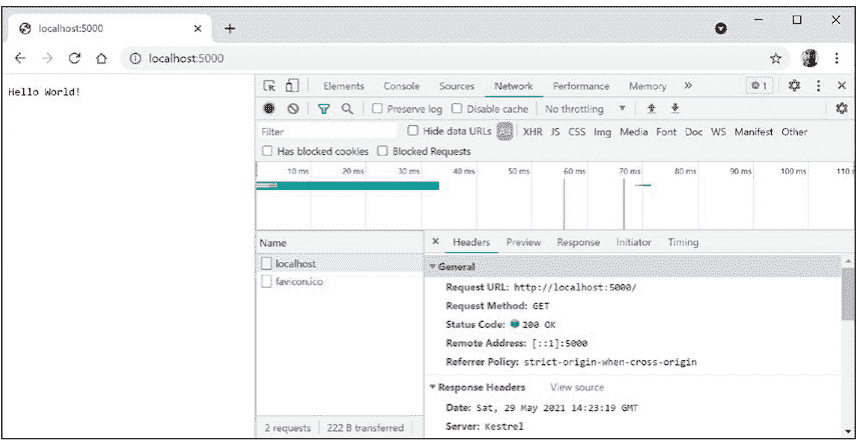 localhost:5000
localhost:5000
Hello World!
Elements Console Sources Network Performance Memory » 1
Preserve log Disable cache No throttling
Filter Hide data URLs All XHR JS CSS Img Media Font Doc WS Manifest Other
Has blocked cookies Blocked Requests
10 ms 20 ms 30 ms 40 ms 50 ms 60 ms 70 ms 80 ms 90 ms 100 ms 110 m
Name
localhost
favicon.ico
Headers Preview Response Initiator Timing
General
Request URL: http://localhost:5000/
Request Method: GET
Status Code: 200 OK
Remote Address: [::1]:5000
Referrer Policy: strict-origin-when-cross-origin
Response Headers View source
Date: Sat, 29 May 2021 14:23:19 GMT
Server: Kestrel
2 requests 222 B transferred